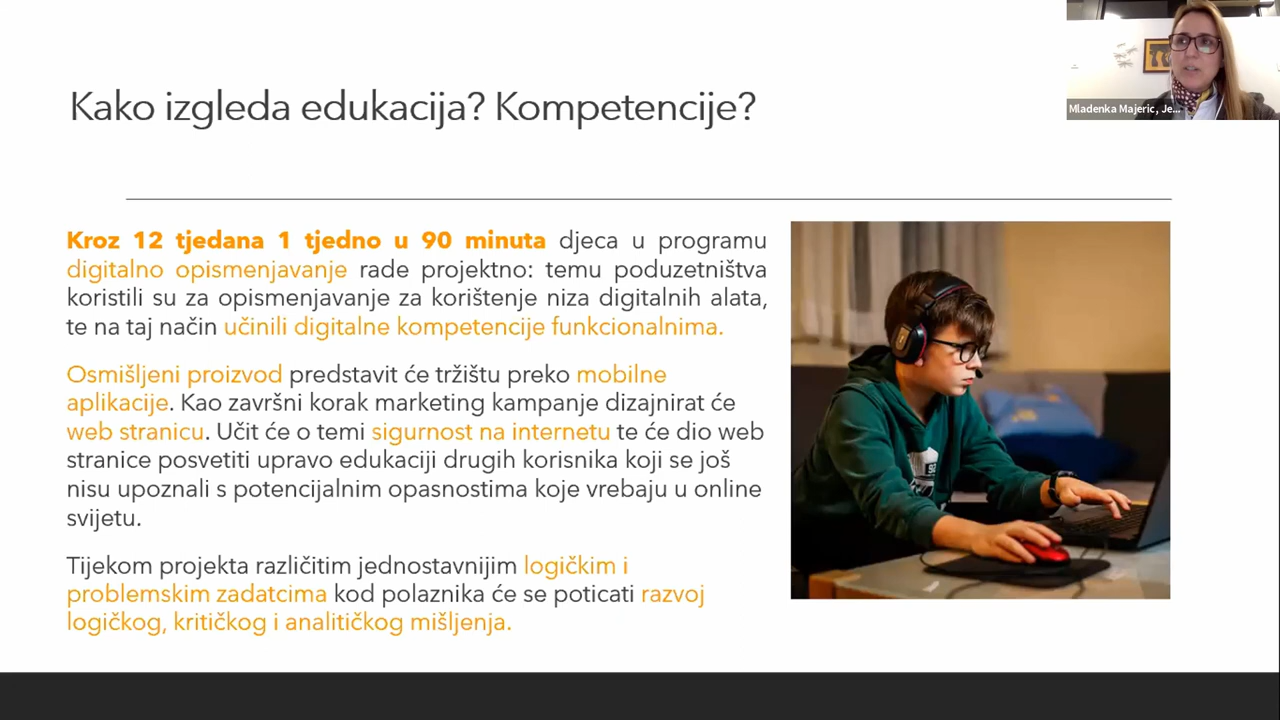 Kako izgleda edukacija? Kompetencije?
Mladenka Majeric, Je...
Kroz 12 tjedana 1 tjedno u 90 minuta djeca u programu
digitalno opismenjavanje rade projektno: temu poduzetništva
koristili su za opismenjavanje za korištenje niza digitalnih alata,
te na taj način učinili digitalne kompetencije funkcionalnima.
Osmišljeni proizvod predstavit će tržištu preko mobilne
aplikacije. Kao završni korak marketing kampanje dizajnirat će
web stranicu. Učit će o temi sigurnost na internetu te će dio web
stranice posvetiti upravo edukaciji drugih korisnika koji se još
nisu upoznali s potencijalnim opasnostima koje vrebaju u online
svijetu.
Tijekom projekta različitim jednostavnijim logičkim i
problemskim zadatcima kod polaznika će se poticati razvoj
logičkog, kritičkog i analitičkog mišljenja.